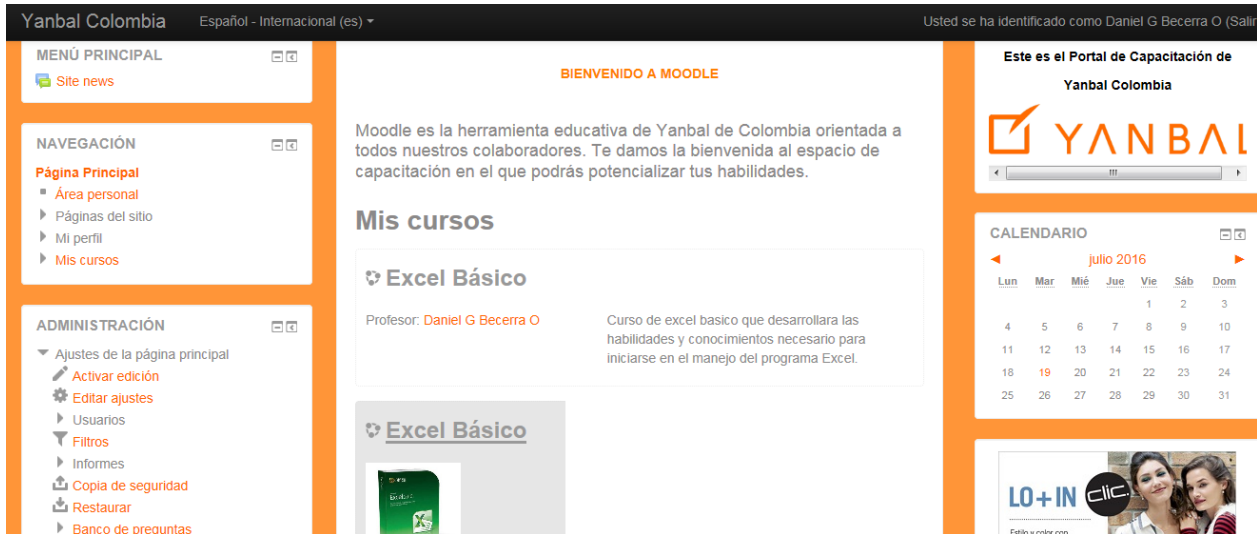 Yanbal Colombia
Español - Internacional (es)
Usted se ha identificado como Daniel G Becerra O (Salir
MENÚ PRINCIPAL
Site news
NAVEGACIÓN
Página Principal
Área personal
Páginas del sitio
Mi perfil
Mis cursos
ADMINISTRACIÓN
Ajustes de la página principal
Activar edición
Editar ajustes
Usuarios
Filtros
Informes
Copia de seguridad
Restaurar
Banco de preguntas
BIENVENIDO A MOODLE
Moodle es la herramienta educativa de Yanbal de Colombia orientada a
todos nuestros colaboradores. Te damos la bienvenida al espacio de
capacitación en el que podrás potencializar tus habilidades.
Mis cursos
Excel Básico
Profesor: Daniel G Becerra O
Curso de excel basico que desarrollara las
habilidades y conocimientos necesario para
iniciarse en el manejo del programa Excel.
Excel Básico
Este es el Portal de Capacitación de
Yanbal Colombia
YANBAL
CALENDARIO
julio 2016
Lun Mar Mié Jue Vie Sáb Dom
1 2 3
4 5 6 7 8 9 10
11 12 13 14 15 16 17
18 19 20 21 22 23 24
25 26 27 28 29 30 31
LO+IN clic.
Estilo y color con